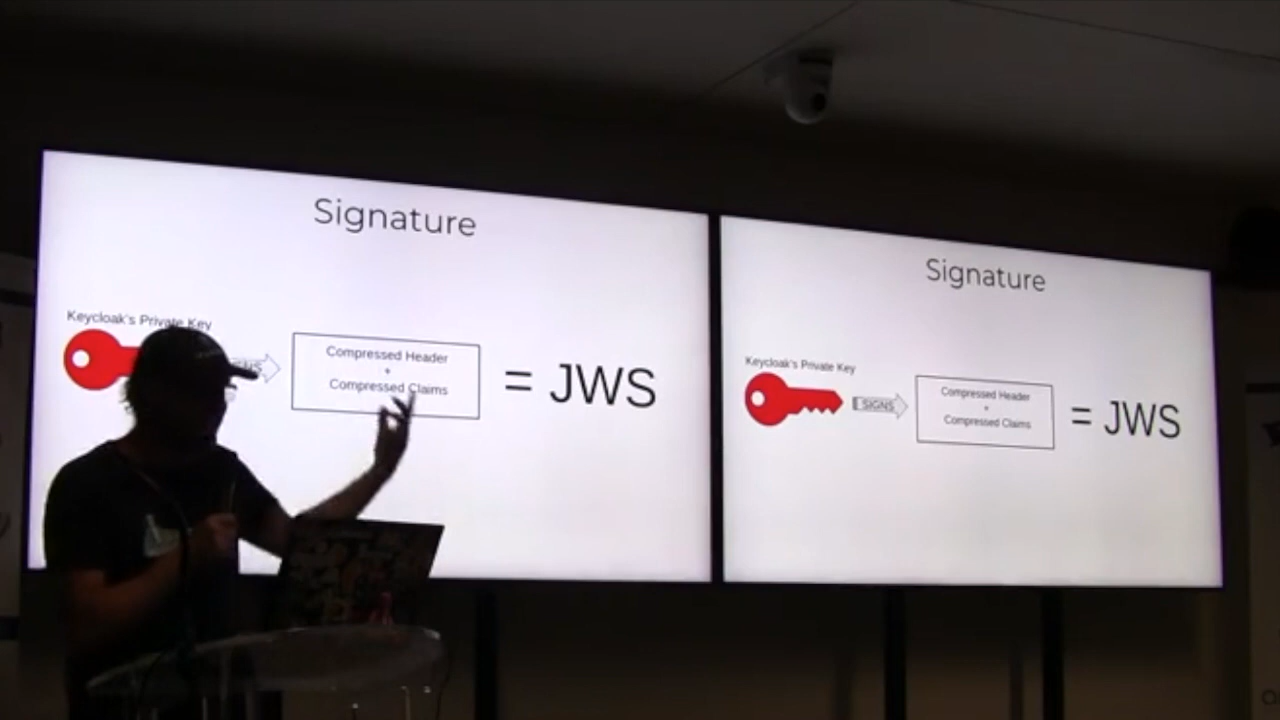 Signature
Keycloak's Private Key
Compressed Header
+
Compressed Claims
= JWS
Signature
Keycloak's Private Key
SIGNS
Compressed Header
+
Compressed Claims
= JWS